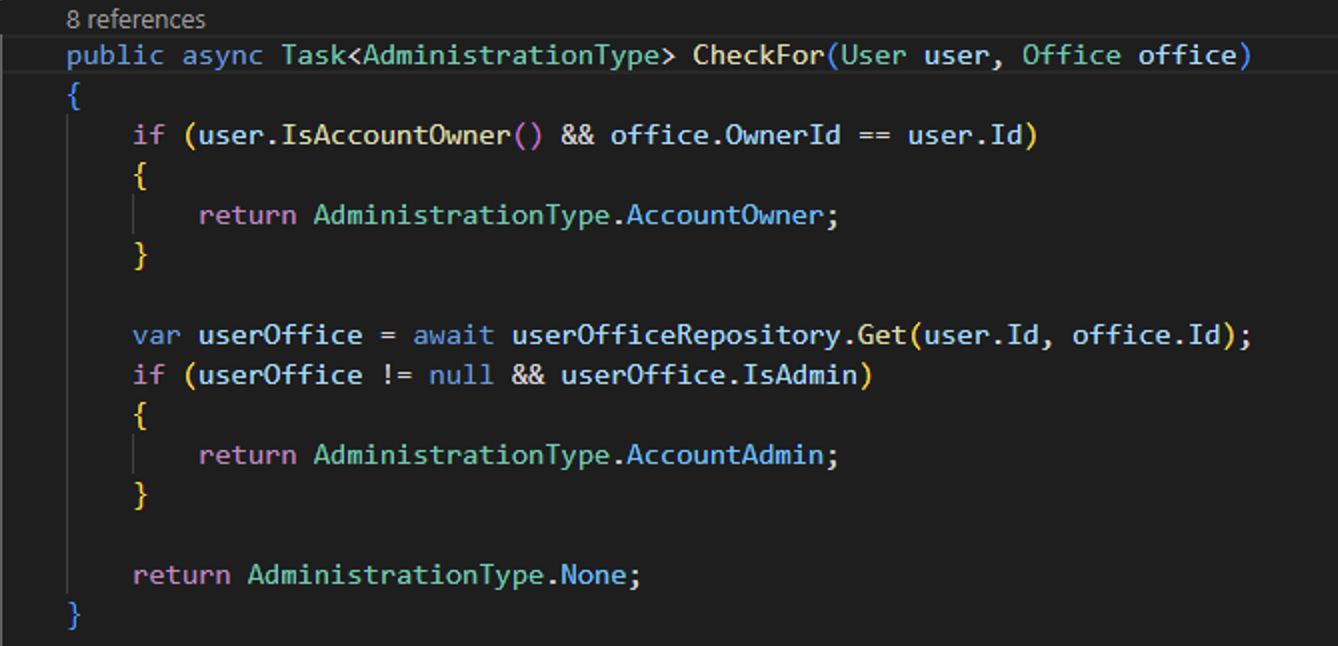 8 references
public async Task<AdministrationType> CheckFor(User user, Office office)
{
if (user.IsAccountOwner() && office.OwnerId == user.Id)
{
return AdministrationType.AccountOwner;
}
var userOffice = await userOfficeRepository.Get(user.Id, office.Id);
if (userOffice != null && userOffice.IsAdmin)
{
return AdministrationType.AccountAdmin;
}
return AdministrationType.None;
}